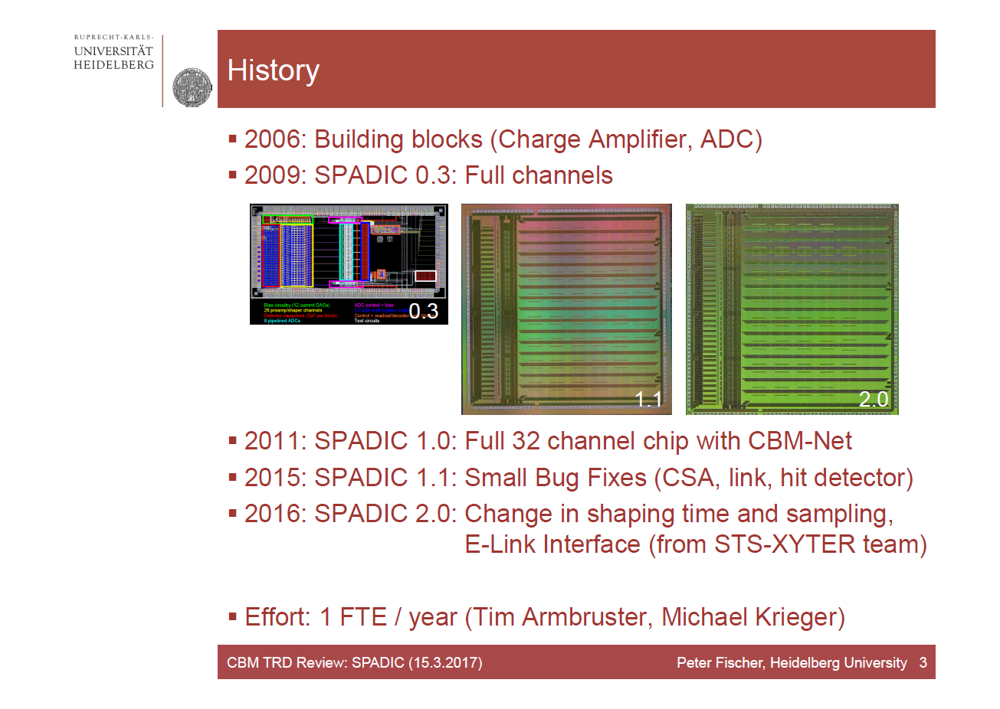 RUPRECHT-KARLS-
UNIVERSITÄT
HEIDELBERG
History
▪ 2006: Building blocks (Charge Amplifier, ADC)
▪ 2009: SPADIC 0.3: Full channels
Bias circuitry (12 current DACs)
26 preamp/shaper channels
Detector capacitors (5pF per block)
8 pipelined ADCs
ADC control + bias
Control + readout/decoder
Test circuits
0.3
1.1
2.0
▪ 2011: SPADIC 1.0: Full 32 channel chip with CBM-Net
▪ 2015: SPADIC 1.1: Small Bug Fixes (CSA, link, hit detector)
▪ 2016: SPADIC 2.0: Change in shaping time and sampling,
E-Link Interface (from STS-XYTER team)
▪ Effort: 1 FTE / year (Tim Armbruster, Michael Krieger)
CBM TRD Review: SPADIC (15.3.2017)
Peter Fischer, Heidelberg University 3